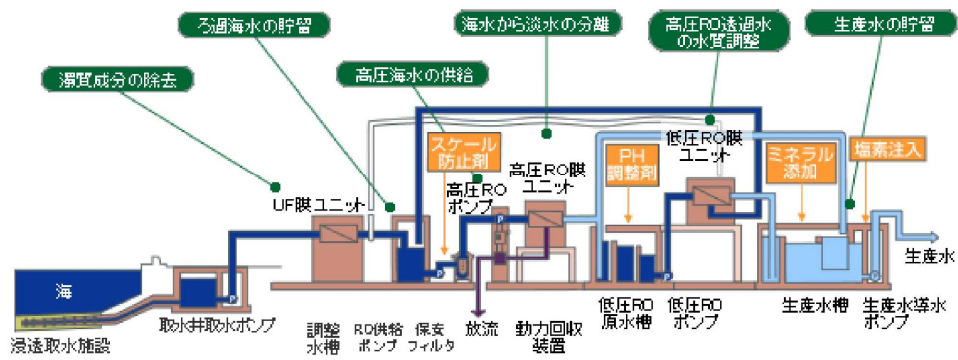 ろ過海水の貯留
海水から淡水の分離
高圧RO透過水
の水質調整
生産水の貯留
濁質成分の除去
高圧海水の供給
スケール
防止剤
高圧RO膜
ユニット
PH
調整剤
低圧RO膜
ユニット
ミネラル
添加
塩素注入
UF膜ユニット
高圧RO
ポンプ
海
取水井取水ポンプ
浸透取水施設
調整
水槽
RO供給
ポンプ
保安
フィルタ
放流
動力回収
装置
低圧RO
原水槽
低圧RO
ポンプ
生産水槽
生産水導水
ポンプ
生産水
P
P
P
P
P